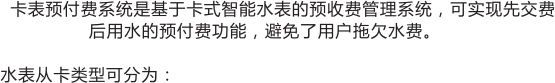 卡表预付费系统是基于卡式智能水表的预收费管理系统，可实现先交费
后用水的预付费功能，避免了用户拖欠水费。
水表从卡类型可分为：